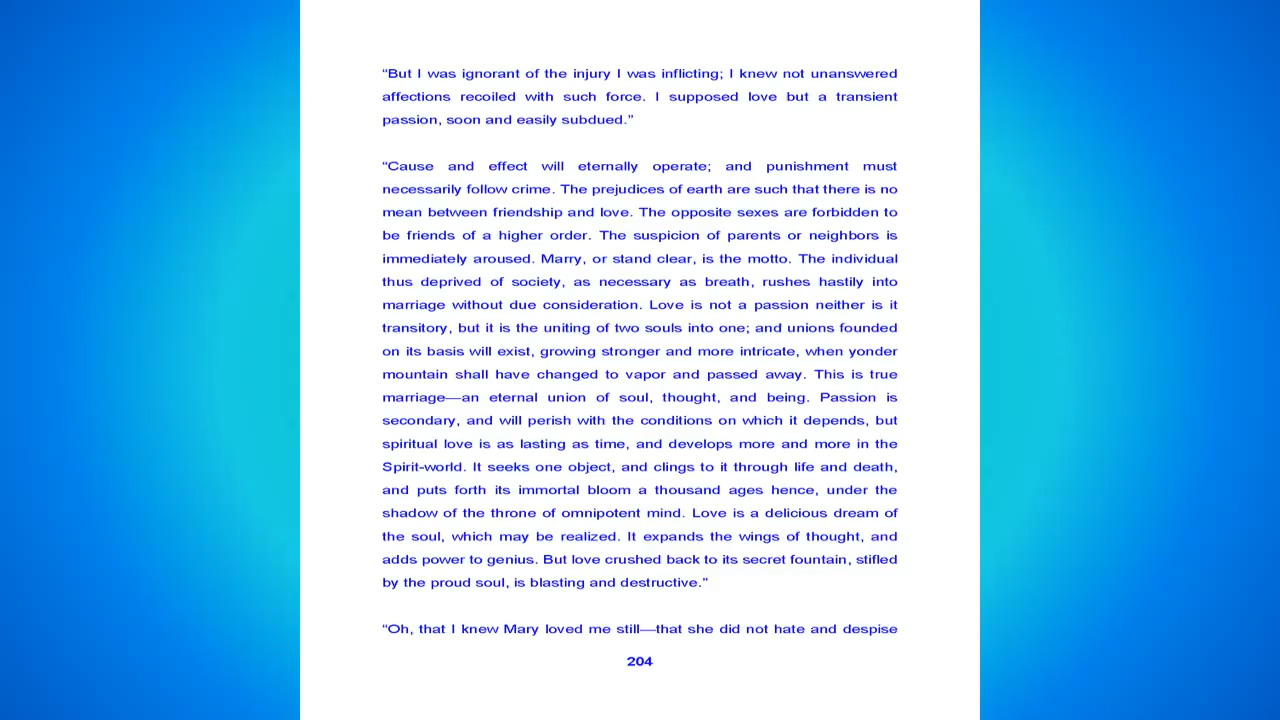 “But I was ignorant of the injury I was inflicting; I knew not unanswered
affections recoiled with such force. I supposed love but a transient
passion, soon and easily subdued.”
“Cause and effect will eternally operate; and punishment must
necessarily follow crime. The prejudices of earth are such that there is no
mean between friendship and love. The opposite sexes are forbidden to
be friends of a higher order. The suspicion of parents or neighbors is
immediately aroused. Marry, or stand clear, is the motto. The individual
thus deprived of society, as necessary as breath, rushes hastily into
marriage without due consideration. Love is not a passion neither is it
transitory, but it is the uniting of two souls into one; and unions founded
on its basis will exist, growing stronger and more intricate, when yonder
mountain shall have changed to vapor and passed away. This is true
marriage—an eternal union of soul, thought, and being. Passion is
secondary, and will perish with the conditions on which it depends, but
spiritual love is as lasting as time, and develops more and more in the
Spirit-world. It seeks one object, and clings to it through life and death,
and puts forth its immortal bloom a thousand ages hence, under the
shadow of the throne of omnipotent mind. Love is a delicious dream of
the soul, which may be realized. It expands the wings of thought, and
adds power to genius. But love crushed back to its secret fountain, stifled
by the proud soul, is blasting and destructive.”
“Oh, that I knew Mary loved me still—that she did not hate and despise
204